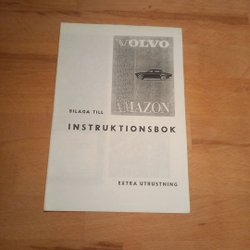 VOLVO
AMAZON
BILAGA TILL
INSTRUKTIONSBOK
EXTRA UTRUSTNING